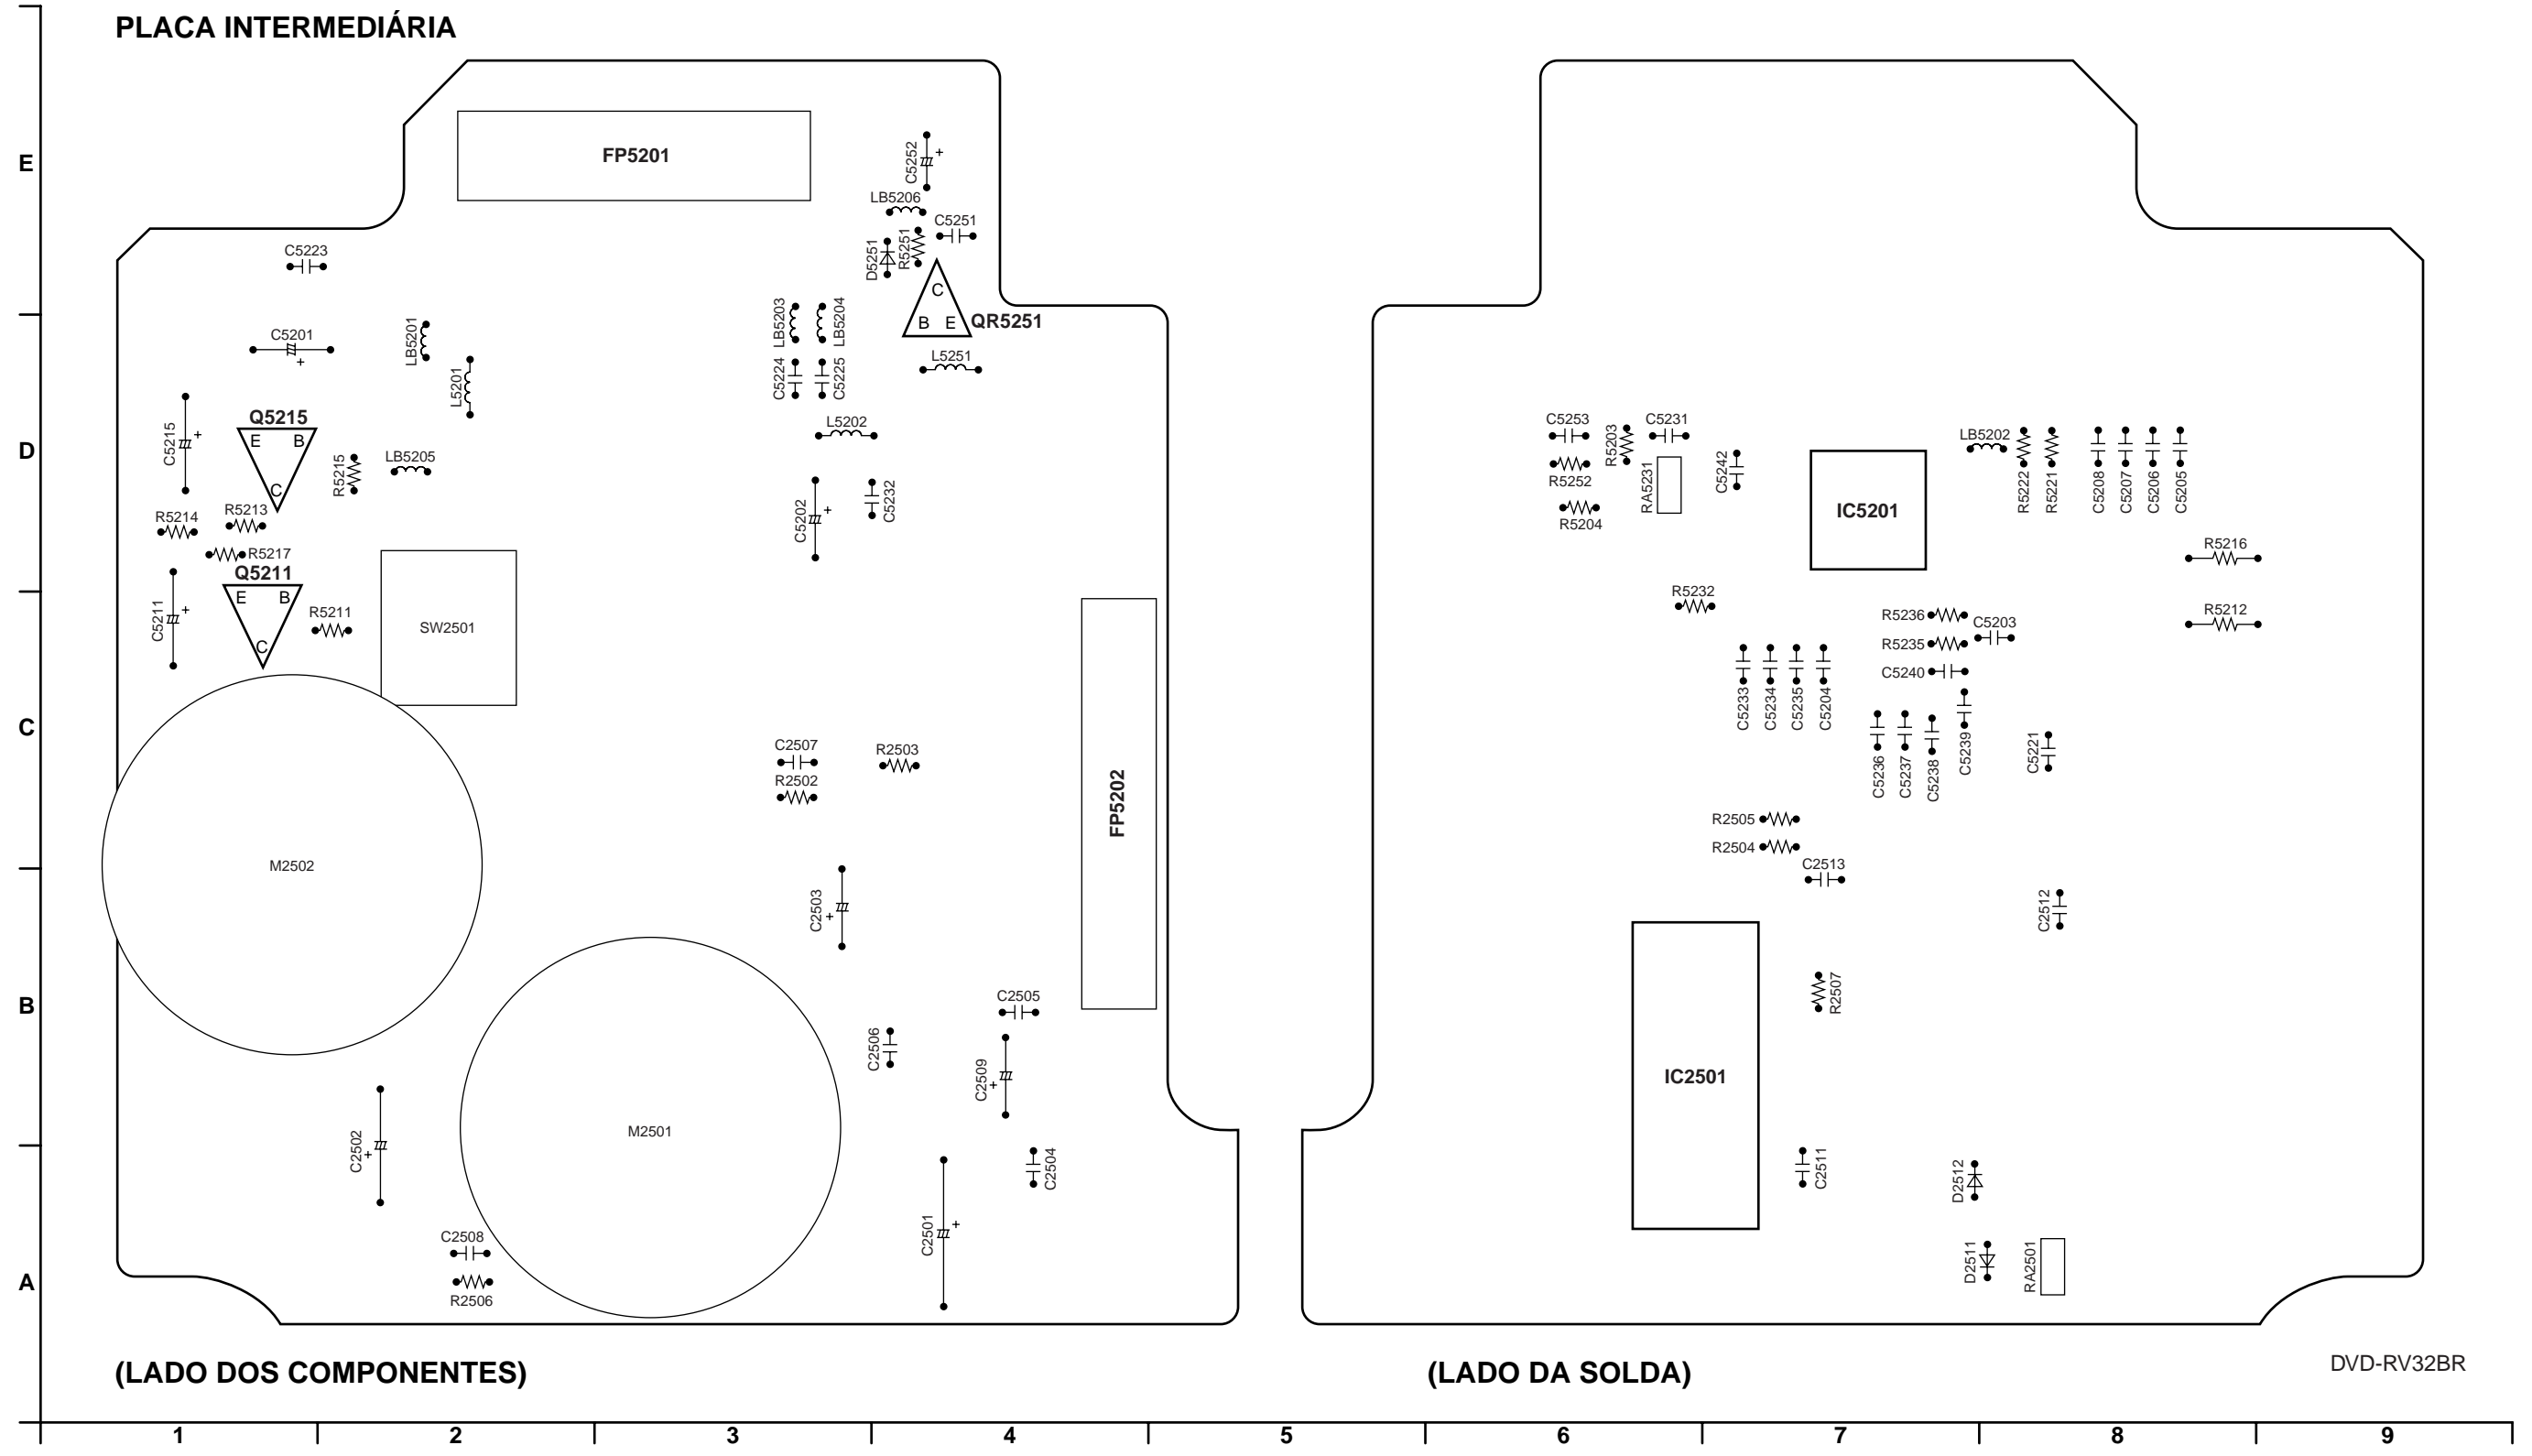 PLACA INTERMEDIÁRIA
E
FP5201
C5252
+
LB5206
C5251
D5251
R5251
C5223
C
B E
QR5251
LB5203
LB5204
C5201
+
LB5201
L5201
C5224
C5225
L5251
D
C5215
+
Q5215
E B
C
R5215
LB5205
L5202
C5202
+
C5232
R5214
R5213
R5217
Q5211
E B
C
C5211
+
R5211
SW2501
C5253
R5203
C5231
R5252
RA5231
C5242
R5204
IC5201
LB5202
R5222
R5221
C5208
C5207
C5206
C5205
R5216
R5232
R5236
C5203
R5212
R5235
C5240
C5233
C5234
C5235
C5204
C
C5236
C5237
C5238
C5239
C5221
C2507
R2503
R2502
FP5202
R2505
R2504
C2513
M2502
C2503
+
C2512
B
C2505
R2507
C2506
C2509
+
IC2501
M2501
C2502
+
C2504
C2511
D2512
C2501
+
C2508
D2511
RA2501
A
R2506
(LADO DOS COMPONENTES)
(LADO DA SOLDA)
DVD-RV32BR
1 2 3 4 5 6 7 8 9